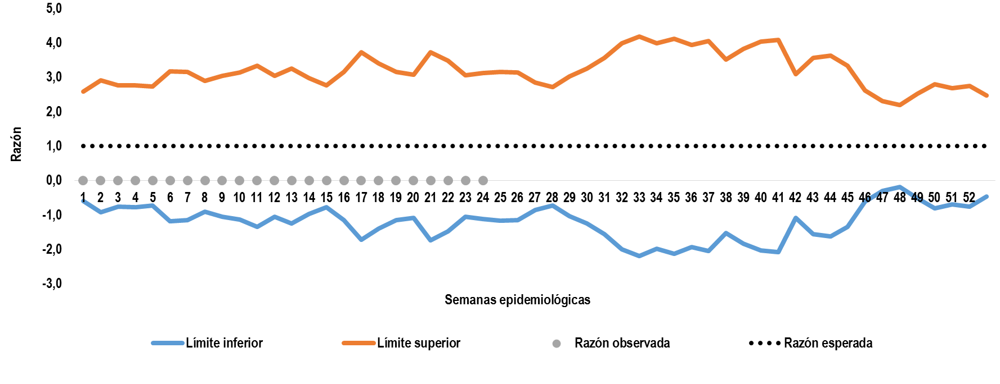 5,0
4,0
3,0
2,0
1,0
0,0
-1,0
-2,0
-3,0
Razón
1 2 3 4 5 6 7 8 9 10 11 12 13 14 15 16 17 18 19 20 21 22 23 24 25 26 27 28 29 30 31 32 33 34 35 36 37 38 39 40 41 42 43 44 45 46 47 48 49 50 51 52
Semanas epidemiológicas
Límite inferior Límite superior Razón observada Razón esperada